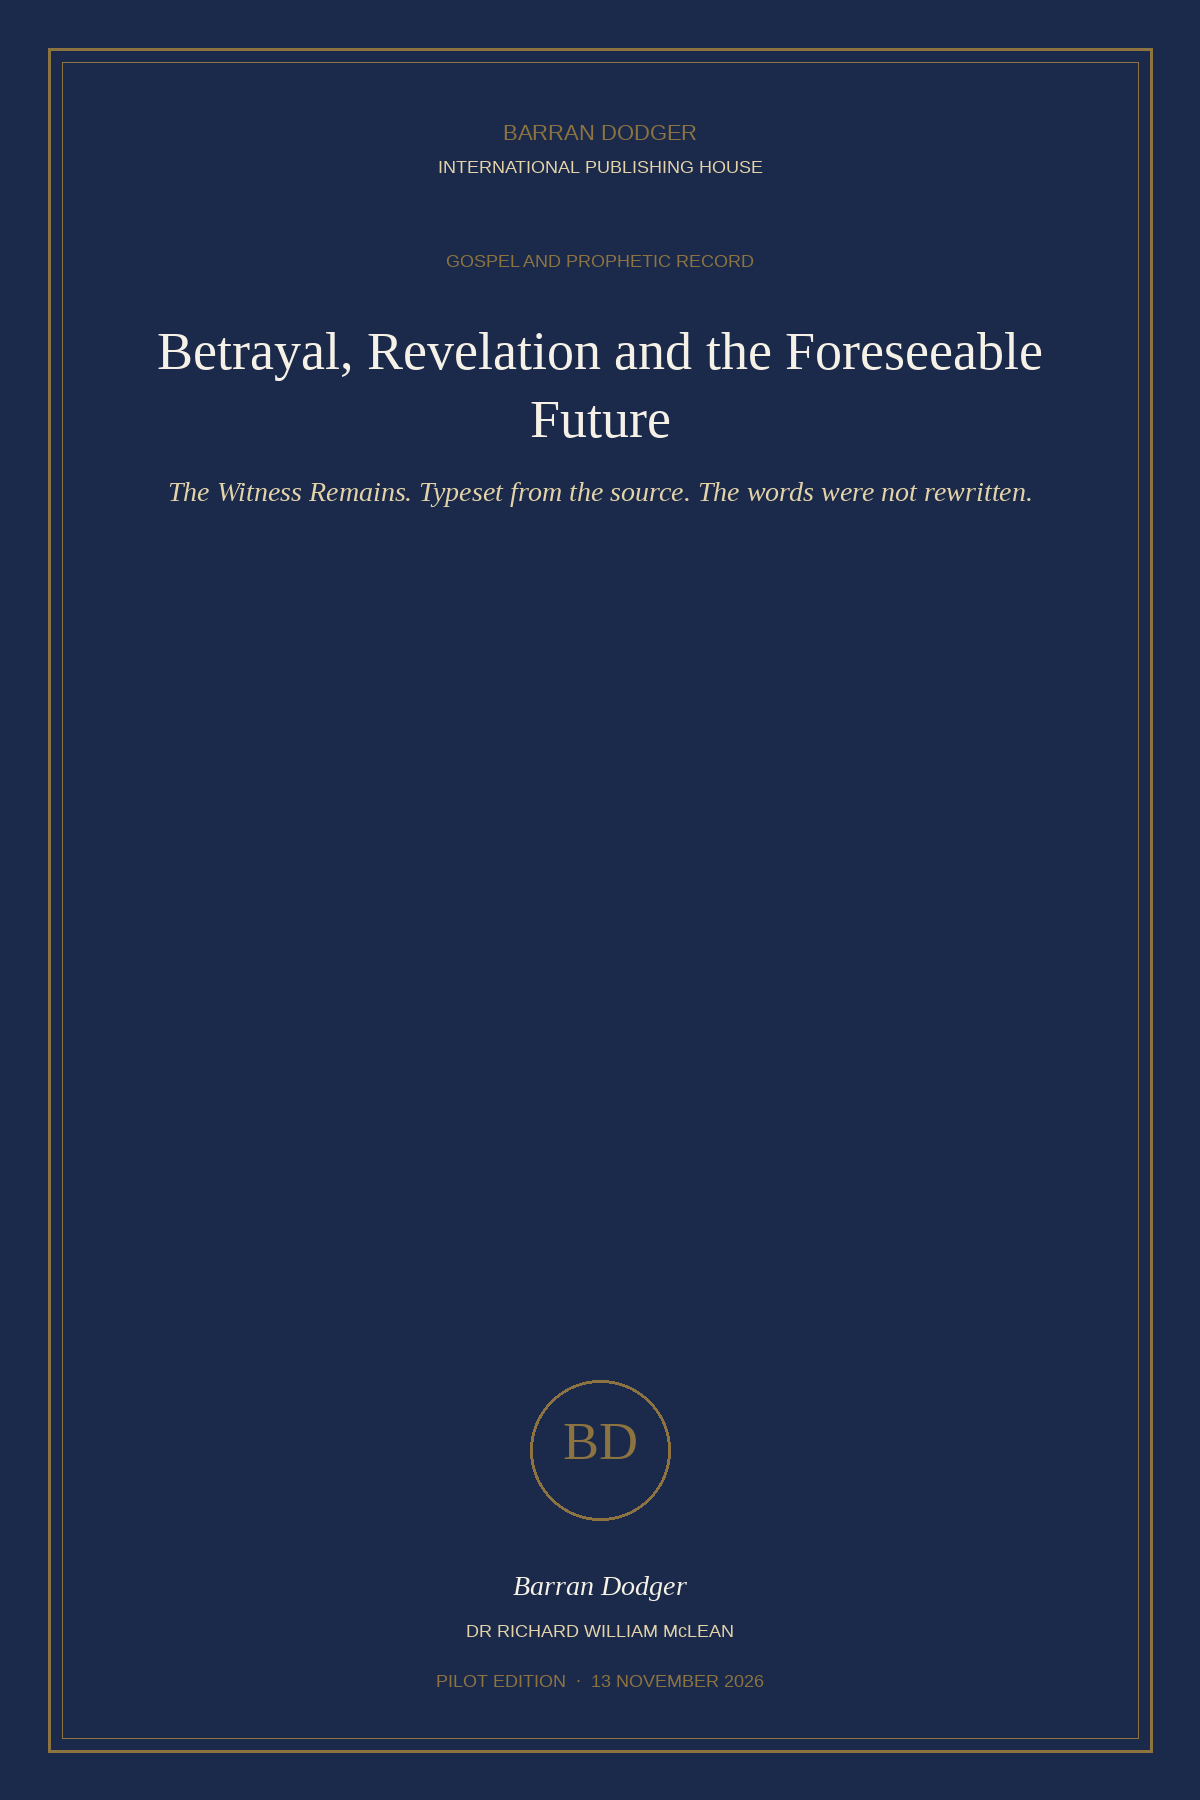 BARRAN DODGER
INTERNATIONAL PUBLISHING HOUSE
GOSPEL AND PROPHETIC RECORD
Betrayal, Revelation and the Foreseeable
Future
The Witness Remains. Typeset from the source. The words were not rewritten.
BD
Barran Dodger
DR RICHARD WILLIAM McLEAN
PILOT EDITION · 13 NOVEMBER 2026